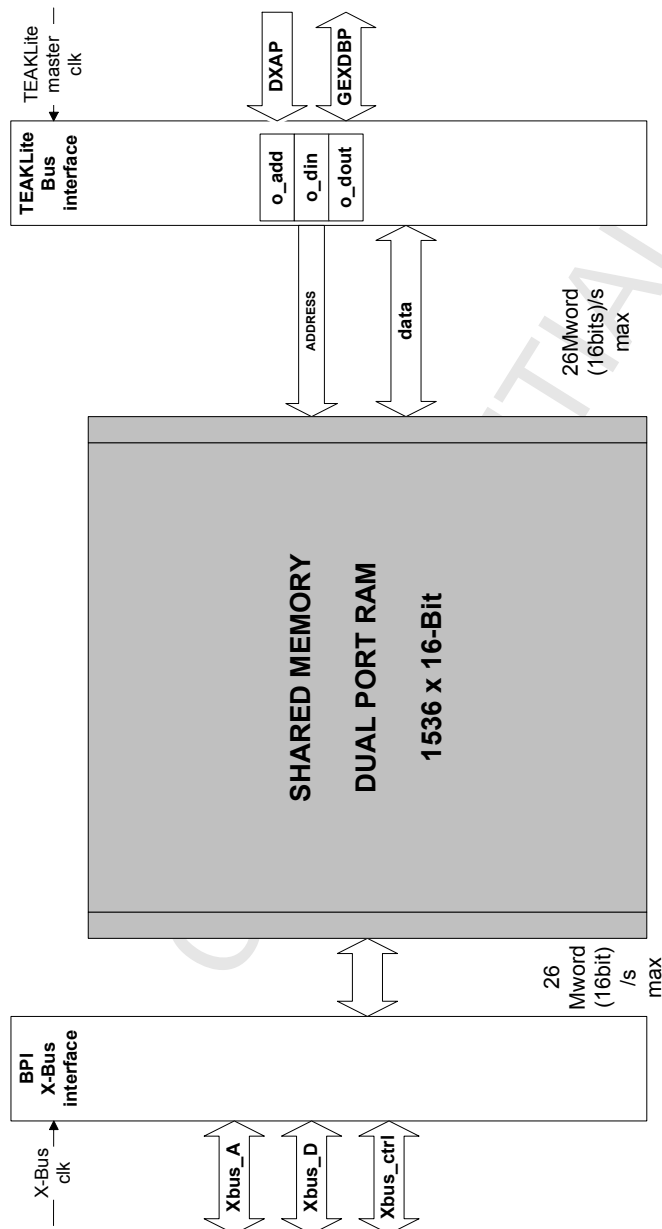 X-Bus
clk
BPI
X-Bus
interface
Xbus_A
Xbus_D
Xbus_ctrl
26
Mword
(16bit)
/s
max
SHARED MEMORY
DUAL PORT RAM
1536 x 16-Bit
ADDRESS
data
26Mword
(16bits)/s
max
TEAKLite
Bus
interface
o_add
o_din
o_dout
TEAKLite
master
clk
DXAP
GEXDBP